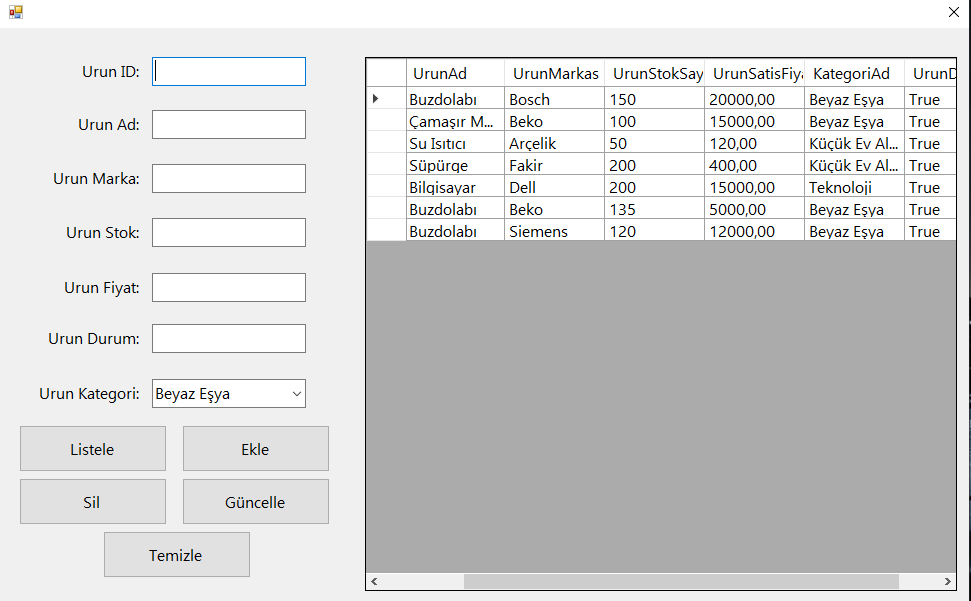 Urun ID:
Urun Ad:
Urun Marka:
Urun Stok:
Urun Fiyat:
Urun Durum:
Urun Kategori: Beyaz Eşya
Listele Ekle
Sil Güncelle
Temizle
UrunAd UrunMarkas UrunStokSay UrunSatisFiya KategoriAd UrunD
Buzdolabı Bosch 150 20000,00 Beyaz Eşya True
Çamaşır M... Beko 100 15000,00 Beyaz Eşya True
Su Isıtıcı Arçelik 50 120,00 Küçük Ev Al... True
Süpürge Fakir 200 400,00 Küçük Ev Al... True
Bilgisayar Dell 200 15000,00 Teknoloji True
Buzdolabı Beko 135 5000,00 Beyaz Eşya True
Buzdolabı Siemens 120 12000,00 Beyaz Eşya True